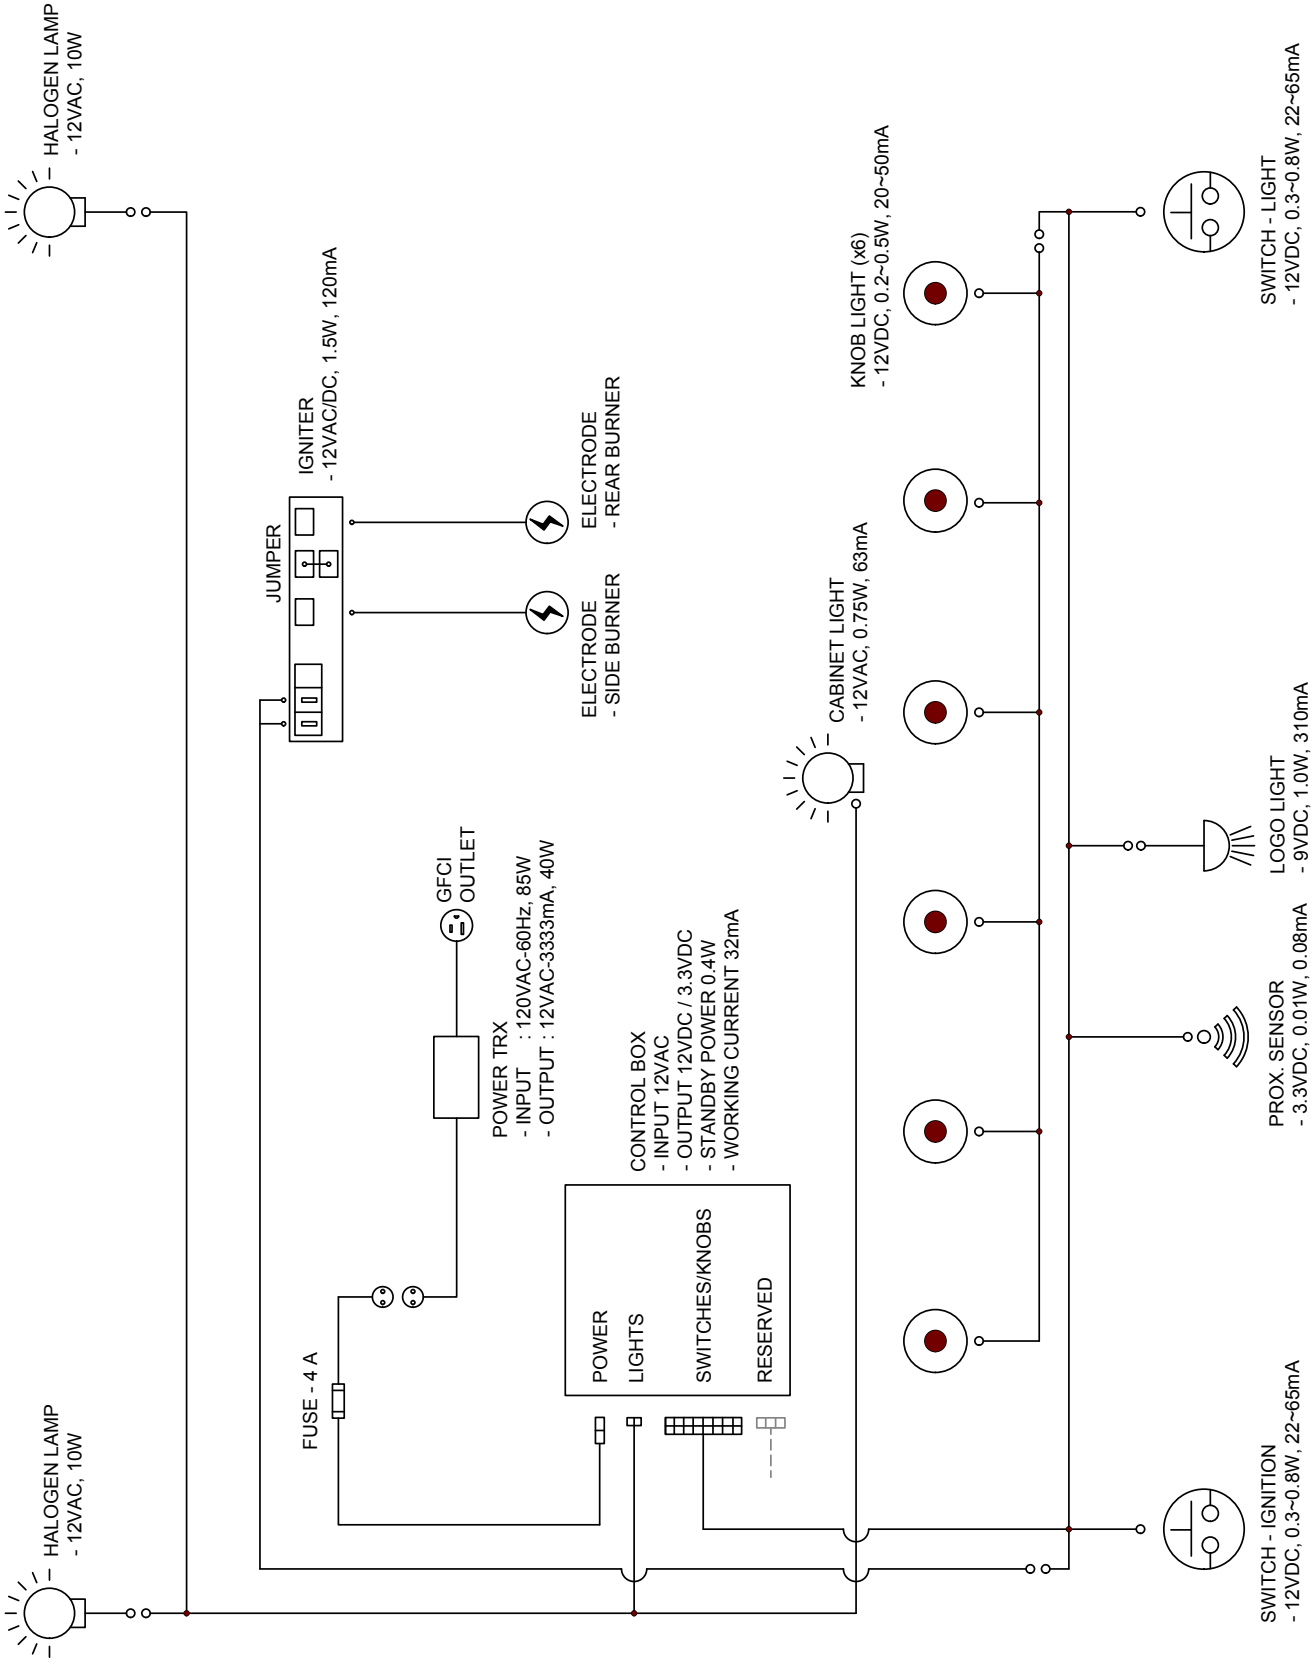 HALOGEN LAMP
- 12VAC, 10W
HALOGEN LAMP
- 12VAC, 10W
FUSE - 4 A
JUMPER
IGNITER
- 12VAC/DC, 1.5W, 120mA
GFCI
OUTLET
POWER TRX
- INPUT : 120VAC-60Hz, 85W
- OUTPUT : 12VAC-3333mA, 40W
ELECTRODE
- SIDE BURNER
ELECTRODE
- REAR BURNER
CONTROL BOX
- INPUT 12VAC
- OUTPUT 12VDC / 3.3VDC
- STANDBY POWER 0.4W
- WORKING CURRENT 32mA
POWER
LIGHTS
SWITCHES/KNOBS
RESERVED
CABINET LIGHT
- 12VAC, 0.75W, 63mA
KNOB LIGHT (x6)
- 12VDC, 0.2~0.5W, 20~50mA
SWITCH - IGNITION
- 12VDC, 0.3~0.8W, 22~65mA
PROX. SENSOR
- 3.3VDC, 0.01W, 0.08mA
LOGO LIGHT
- 9VDC, 1.0W, 310mA
SWITCH - LIGHT
- 12VDC, 0.3~0.8W, 22~65mA